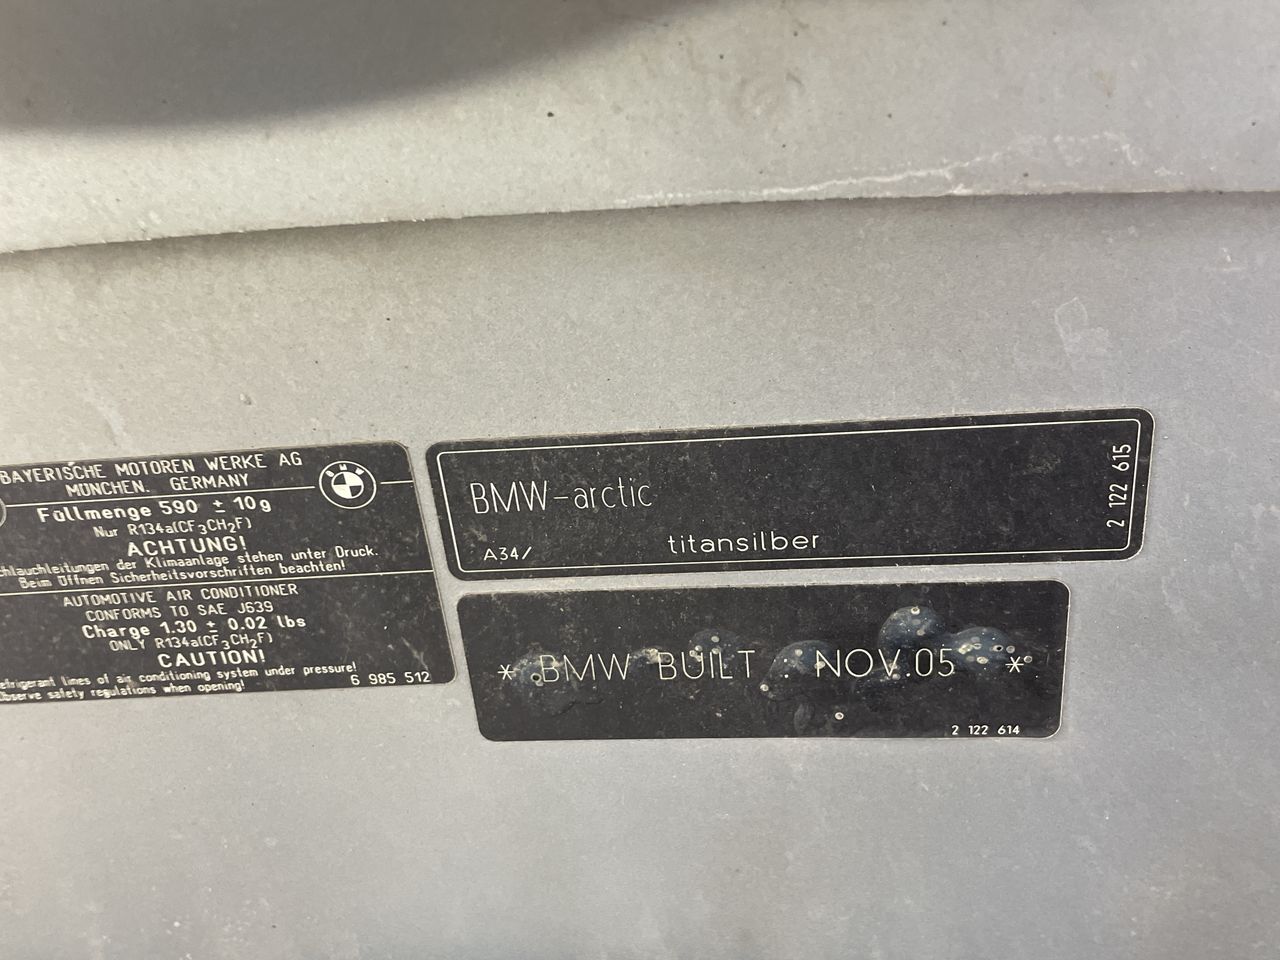 BAYERISCHE MOTOREN WERKE AG
MÜNCHEN. GERMANY
BMW
Füllmenge 590 ± 10g
Nur R134a(CF3CH2F)
ACHTUNG!
der Klimaanlage stehen unter Druck.
Beim Öffnen Sicherheitsvorschriften beachten!
AUTOMOTIVE AIR CONDITIONER
CONFORMS TO SAE J639
Charge 1.30 ± 0.02 lbs
ONLY R134a(CF3CH2F)
CAUTION!
lines of air conditioning system under pressure!
safety regulations when opening!
6 985 512
BMW-arctic
A34/ titansilber
2 122 615
* BMW BUILT : NOV.05 *
2 122 614